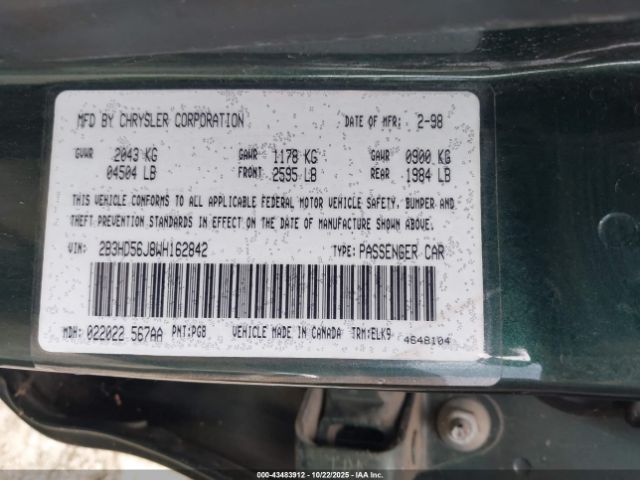 MFD BY CHRYSLER CORPORATION DATE OF MFR: 2-98
GVWR 2043 KG GAWR 1178 KG GAWR 0900 KG
04504 LB FRONT 2595 LB REAR 1984 LB
THIS VEHICLE CONFORMS TO ALL APPLICABLE FEDERAL MOTOR VEHICLE SAFETY, BUMPER AND
THEFT PREVENTION STANDARDS IN EFFECT ON THE DATE OF MANUFACTURE SHOWN ABOVE.
VIN: 2B3HD56J8WH162842 TYPE: PASSENGER CAR
MDH: 022022 567AA PNT:PGB VEHICLE MADE IN CANADA TRM:ELK9 4648104
© 00-43483912 - 10/22/2025 - IAA INC.